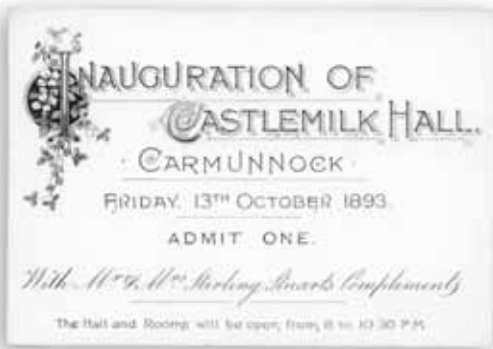 INAUGURATION OF
CASTLEMILK HALL.
CARMUNNOCK
FRIDAY, 13TH OCTOBER 1893.
ADMIT ONE.
With Mr & Mrs Stirling Stuarts Compliments
The Hall and Rooms will be open from 8 to 10.30 P.M.